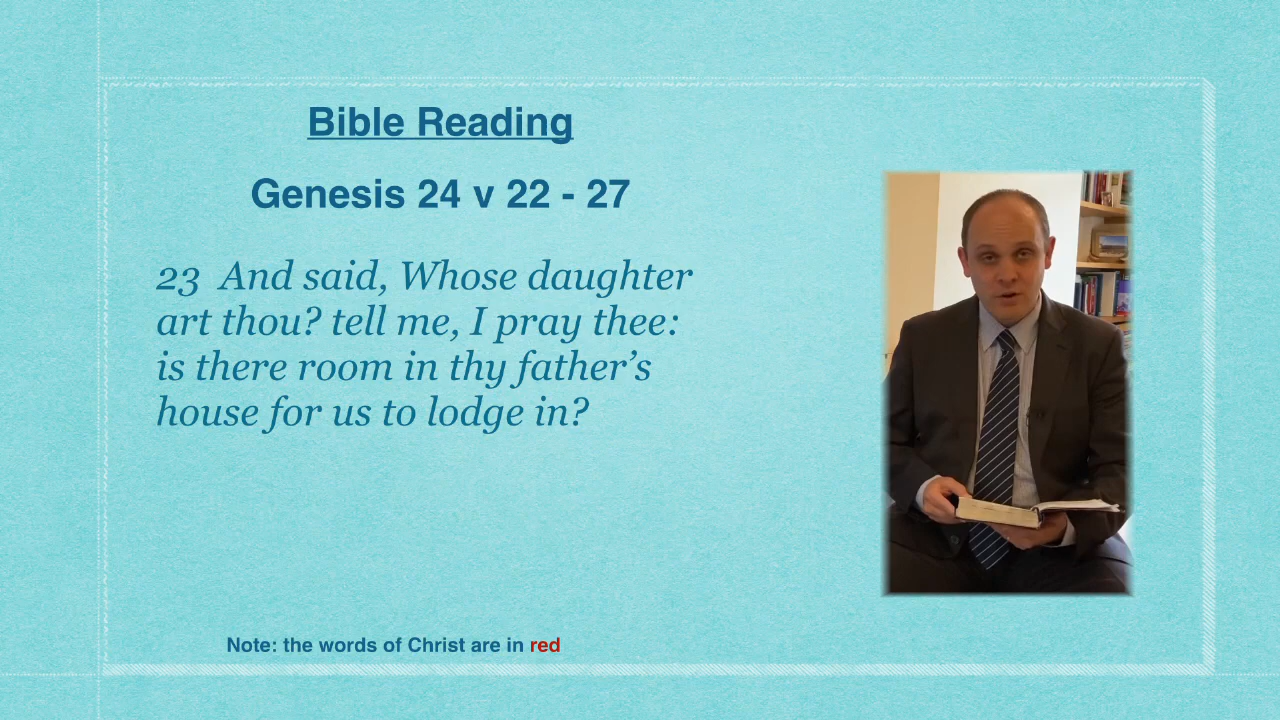 Bible Reading
Genesis 24 v 22 - 27
23  And said, Whose daughter
art thou? tell me, I pray thee:
is there room in thy father’s
house for us to lodge in?
Note: the words of Christ are in red